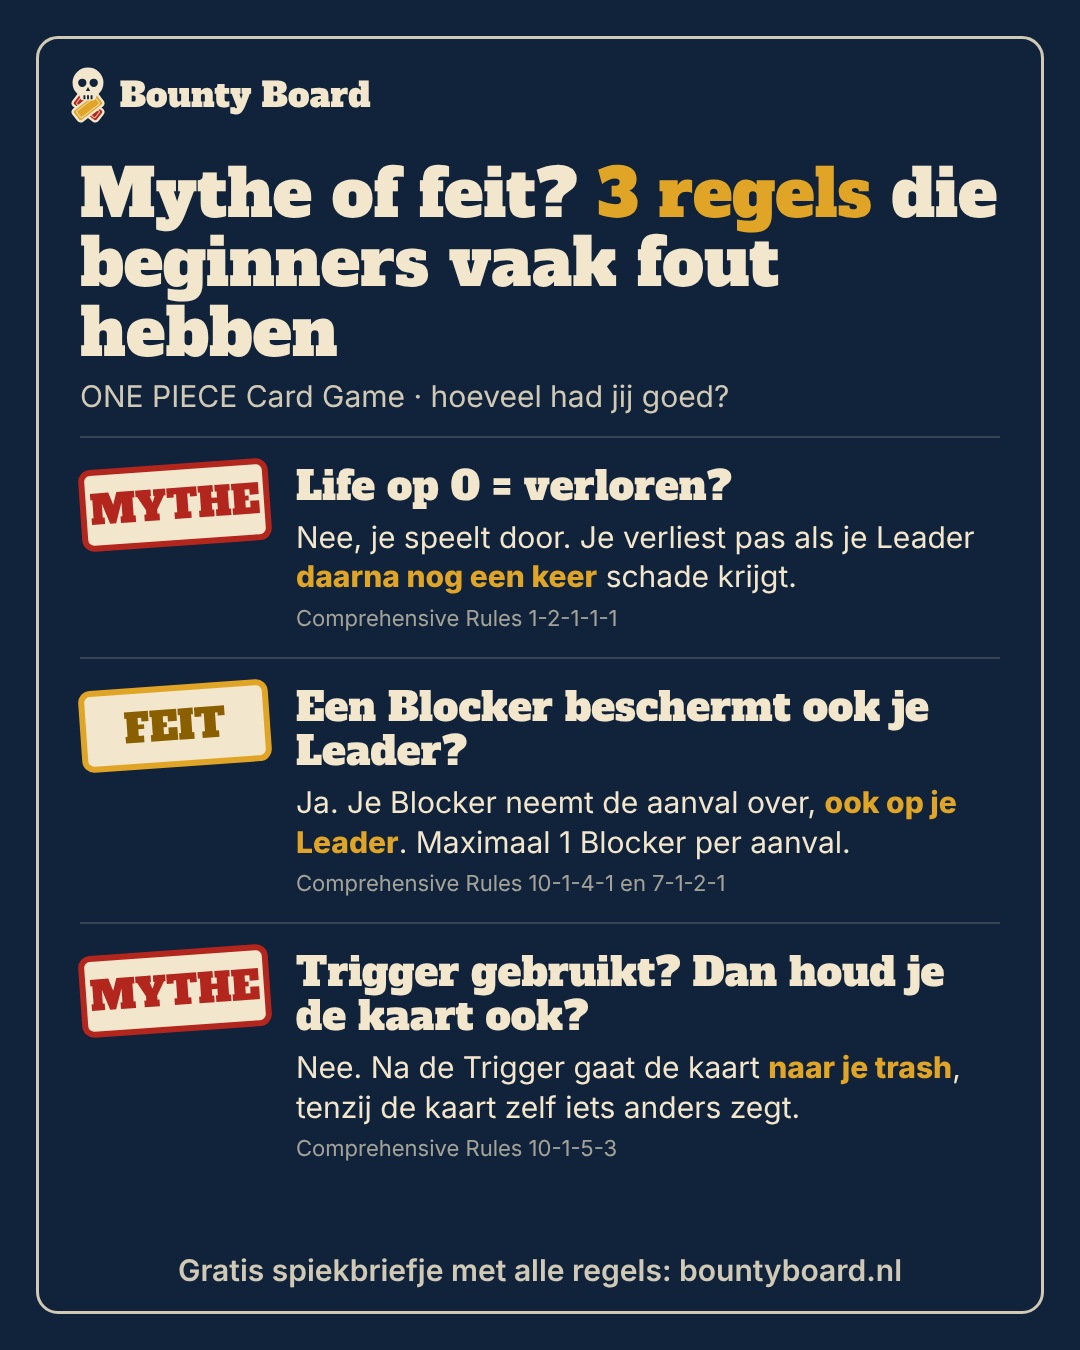 Bounty Board
Mythe of feit? 3 regels die
beginners vaak fout
hebben
ONE PIECE Card Game · hoeveel had jij goed?
MYTHE
Life op 0 = verloren?
Nee, je speelt door. Je verliest pas als je Leader
daarna nog een keer schade krijgt.
Comprehensive Rules 1-2-1-1-1
FEIT
Een Blocker beschermt ook je
Leader?
Ja. Je Blocker neemt de aanval over, ook op je
Leader. Maximaal 1 Blocker per aanval.
Comprehensive Rules 10-1-4-1 en 7-1-2-1
MYTHE
Trigger gebruikt? Dan houd je
de kaart ook?
Nee. Na de Trigger gaat de kaart naar je trash,
tenzij de kaart zelf iets anders zegt.
Comprehensive Rules 10-1-5-3
Gratis spiekbriefje met alle regels: bountyboard.nl